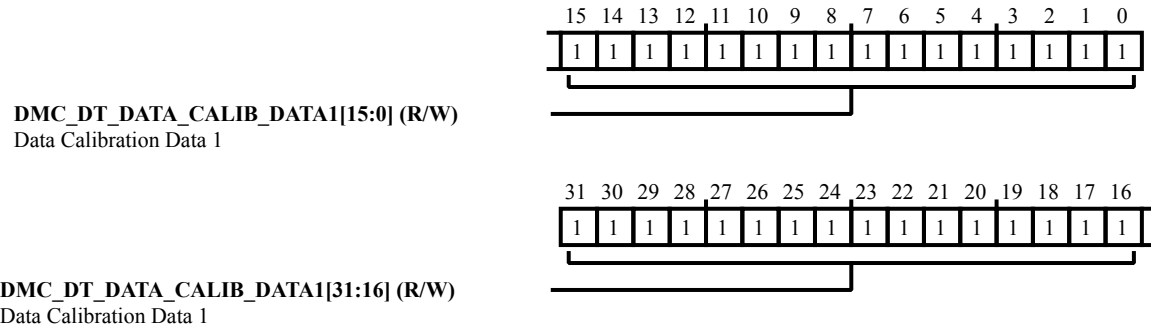 15 14 13 12 11 10 9 8 7 6 5 4 3 2 1 0
1 1 1 1 1 1 1 1 1 1 1 1 1 1 1 1
DMC_DT_DATA_CALIB_DATA1[15:0] (R/W)
Data Calibration Data 1
31 30 29 28 27 26 25 24 23 22 21 20 19 18 17 16
1 1 1 1 1 1 1 1 1 1 1 1 1 1 1 1
DMC_DT_DATA_CALIB_DATA1[31:16] (R/W)
Data Calibration Data 1